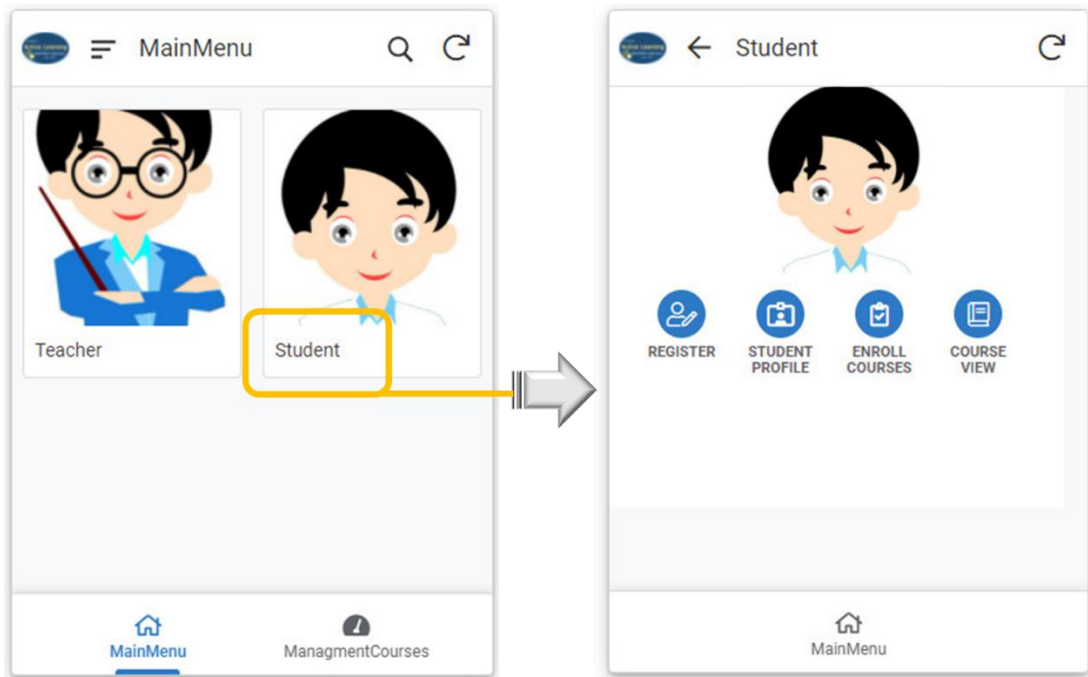 MainMenu
Teacher
Student
MainMenu
ManagmentCourses
Student
REGISTER
STUDENT
PROFILE
ENROLL
COURSES
COURSE
VIEW
MainMenu